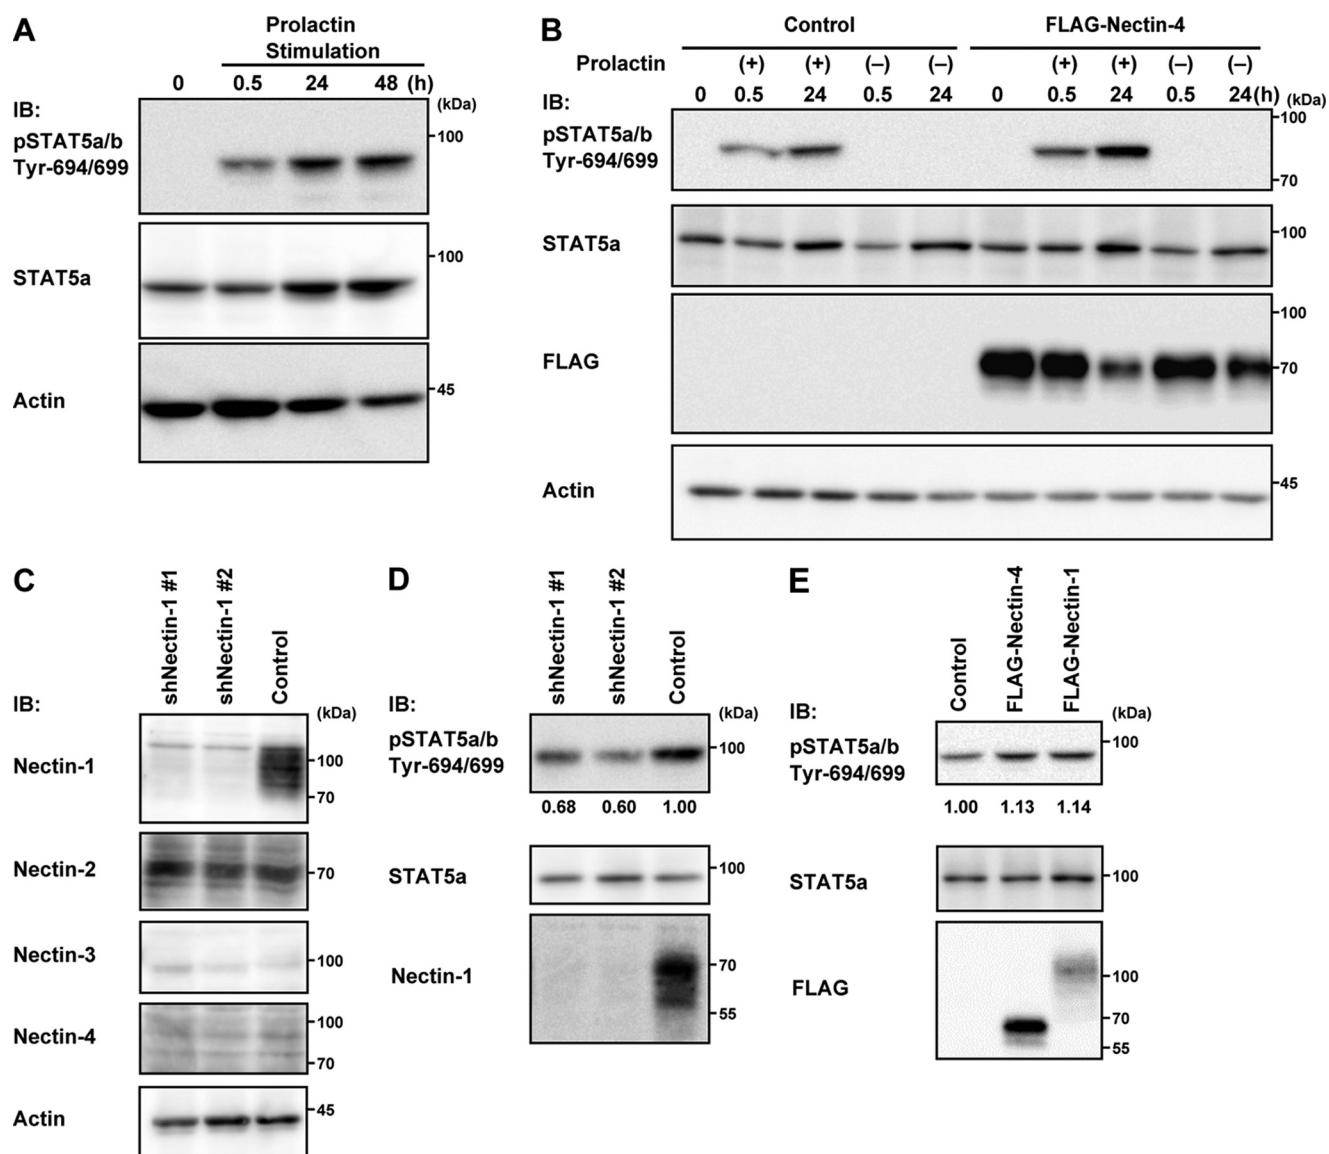 A
Prolactin
Stimulation
0 0.5 24 48 (h)
IB:
(kDa)
pSTAT5a/b
Tyr-694/699
100
STAT5a
100
Actin
45
B
Control FLAG-Nectin-4
Prolactin (+) (+) (–) (–) (+) (+) (–) (–)
IB: 0 0.5 24 0.5 24 0 0.5 24 0.5 24(h) (kDa)
pSTAT5a/b
Tyr-694/699
100
70
STAT5a
100
FLAG
100
70
Actin
45
C
shNectin-1 #1
shNectin-1 #2
Control
IB:
(kDa)
Nectin-1
100
70
Nectin-2
70
Nectin-3
100
Nectin-4
100
70
Actin
45
D
shNectin-1 #1
shNectin-1 #2
Control
IB:
(kDa)
pSTAT5a/b
Tyr-694/699
100
0.68 0.60 1.00
STAT5a
100
Nectin-1
70
55
E
Control
FLAG-Nectin-4
FLAG-Nectin-1
IB:
(kDa)
pSTAT5a/b
Tyr-694/699
100
1.00 1.13 1.14
STAT5a
100
FLAG
100
70
55